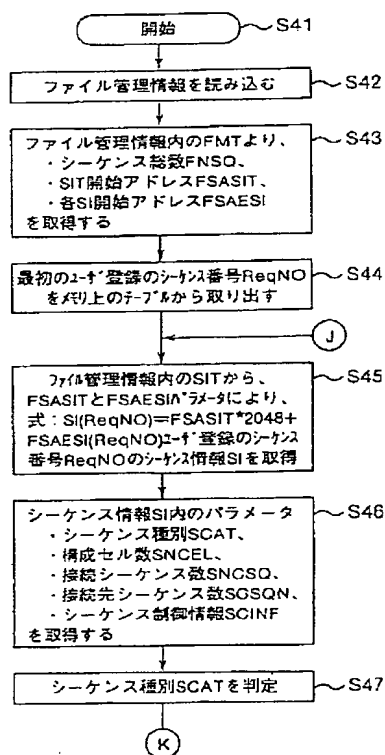 開始
S41
ファイル管理情報を読み込む
S42
ファイル管理情報内のFMTより、
・シーケンス総数FNSQ、
・SIT開始アドレスFSASIT、
・各SI開始アドレスFSAESI
を取得する
S43
最初のユーザ登録のシーケンス番号ReqNO
をメモリ上のテーブルから取り出す
S44
J
ファイル管理情報内のSITから、
FSASITとFSAESIパラメータにより、
式：SI(ReqNO)=FSASIT*2048+
FSAESI(ReqNO)ユーザ登録のシーケンス
番号ReqNOのシーケンス情報SIを取得
S45
シーケンス情報SI内のパラメータ
・シーケンス種別SCAT、
・構成セル数SNCEL、
・接続シーケンス数SNCSQ、
・接続先シーケンス数SCSQN、
・シーケンス制御情報SCINF
を取得する
S46
シーケンス種別SCATを判定
S47
K